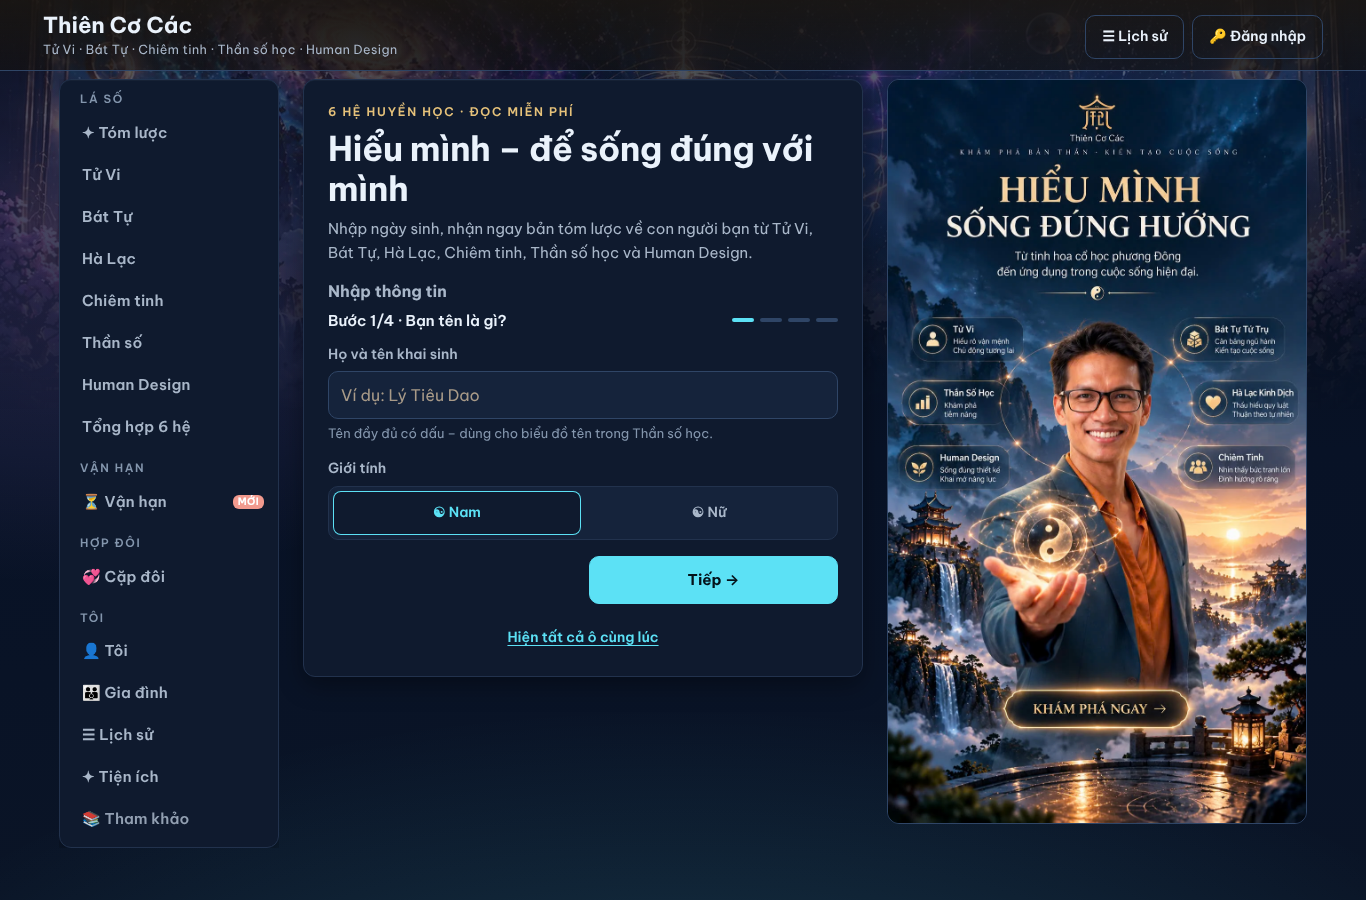 Thiên Cơ Các
Tử Vi · Bát Tự · Chiêm tinh · Thần số học · Human Design
☰ Lịch sử
🔑 Đăng nhập
LÁ SỐ
✦ Tóm lược
Tử Vi
Bát Tự
Hà Lạc
Chiêm tinh
Thần số
Human Design
Tổng hợp 6 hệ
VẬN HẠN
⏳ Vận hạn
MỚI
HỢP ĐÔI
💞 Cặp đôi
TÔI
👤 Tôi
👪 Gia đình
☰ Lịch sử
✦ Tiện ích
📚 Tham khảo
6 HỆ HUYỀN HỌC · ĐỌC MIỄN PHÍ
Hiểu mình – để sống đúng với
mình
Nhập ngày sinh, nhận ngay bản tóm lược về con người bạn từ Tử Vi,
Bát Tự, Hà Lạc, Chiêm tinh, Thần số học và Human Design.
Nhập thông tin
Bước 1/4 · Bạn tên là gì?
Họ và tên khai sinh
Ví dụ: Lý Tiêu Dao
Tên đầy đủ có dấu – dùng cho biểu đồ tên trong Thần số học.
Giới tính
☯ Nam
☯ Nữ
Tiếp →
Hiện tất cả ô cùng lúc
Thiên Cơ Các
KHÁM PHÁ BẢN THÂN · KIẾN TẠO CUỘC SỐNG
HIỂU MÌNH
SỐNG ĐÚNG HƯỚNG
Từ tinh hoa cổ học phương Đông
đến ứng dụng trong cuộc sống hiện đại.
Tử Vi
Hiểu rõ vận mệnh
Chủ động tương lai
Bát Tự Tứ Trụ
Cân bằng ngũ hành
Kiến tạo cuộc sống
Thần Số Học
Khám phá
tiềm năng
Hà Lạc Kinh Dịch
Thấu hiểu quy luật
Thuận theo tự nhiên
Human Design
Sống đúng thiết kế
Khai mở năng lực
Chiêm Tinh
Nhìn thấy bức tranh lớn
Định hướng rõ ràng
KHÁM PHÁ NGAY →